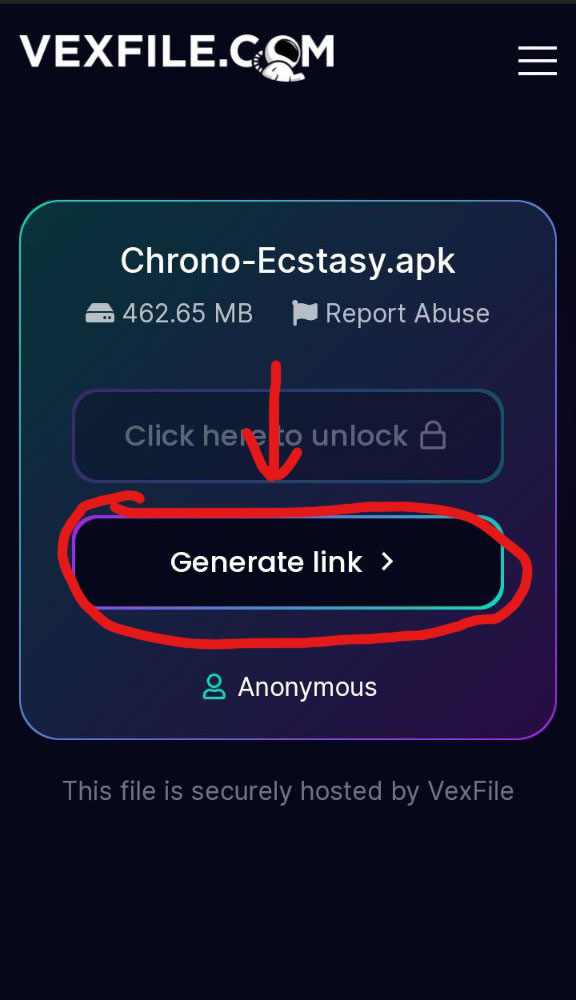 VEXFILE.COM
Chrono-Ecstasy.apk
462.65 MB Report Abuse
Click here to unlock
Generate link >
Anonymous
This file is securely hosted by VexFile